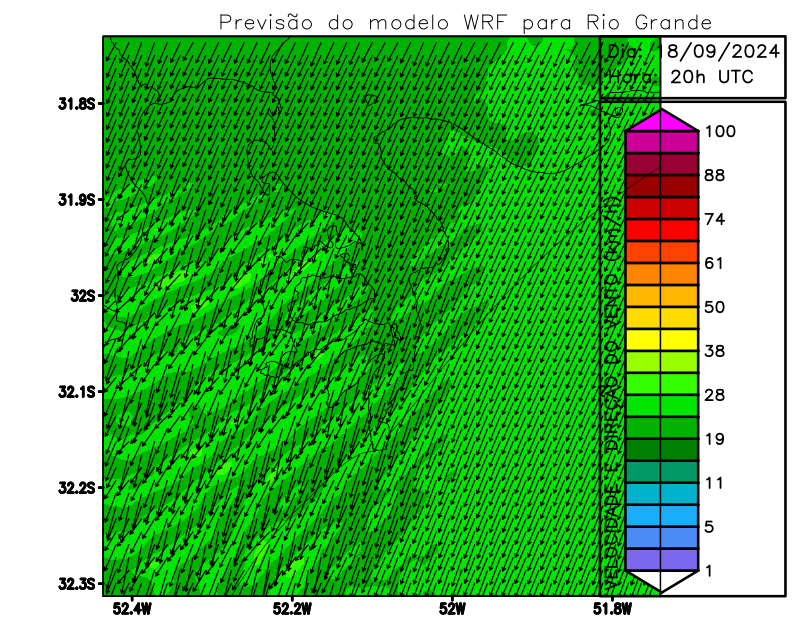 Previsão do modelo WRF para Rio Grande
Dia: 18/09/2024
Hora: 20h UTC
31.8S
31.9S
32S
32.1S
32.2S
32.3S
52.4W
52.2W
52W
51.8W
VELOCIDADE E DIREÇÃO DO VENTO (km/h)
100
88
74
61
50
38
28
19
11
5
1